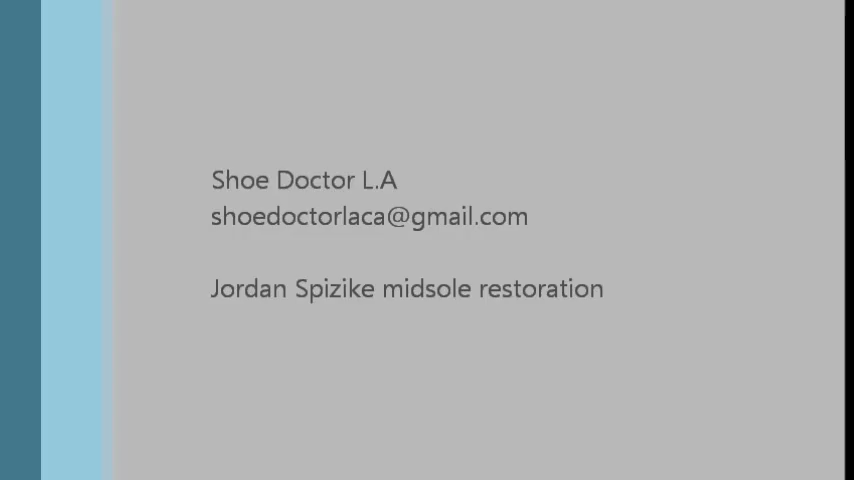 Shoe Doctor L.A
shoedoctorlaca@gmail.com
Jordan Spizike midsole restoration